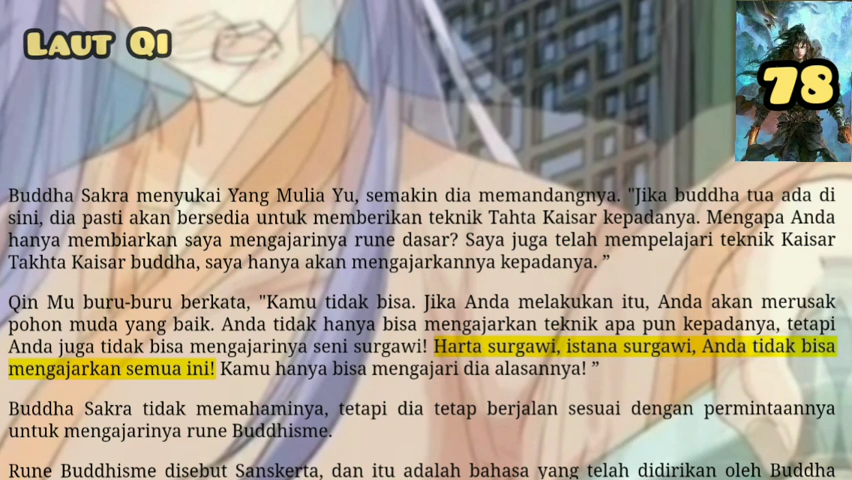 Laut Qi
78
Buddha Sakra menyukai Yang Mulia Yu, semakin dia memandangnya. "Jika buddha tua ada di
sini, dia pasti akan bersedia untuk memberikan teknik Tahta Kaisar kepadanya. Mengapa Anda
hanya membiarkan saya mengajarinya rune dasar? Saya juga telah mempelajari teknik Kaisar
Takhta Kaisar buddha, saya hanya akan mengajarkannya kepadanya. ”
Qin Mu buru-buru berkata, "Kamu tidak bisa. Jika Anda melakukan itu, Anda akan merusak
pohon muda yang baik. Anda tidak hanya bisa mengajarkan teknik apa pun kepadanya, tetapi
Anda juga tidak bisa mengajarinya seni surgawi! Harta surgawi, istana surgawi, Anda tidak bisa
mengajarkan semua ini! Kamu hanya bisa mengajari dia alasannya! ”
Buddha Sakra tidak memahaminya, tetapi dia tetap berjalan sesuai dengan permintaannya
untuk mengajarinya rune Buddhisme.
Rune Buddhisme disebut Sanskerta, dan itu adalah bahasa yang telah didirikan oleh Buddha